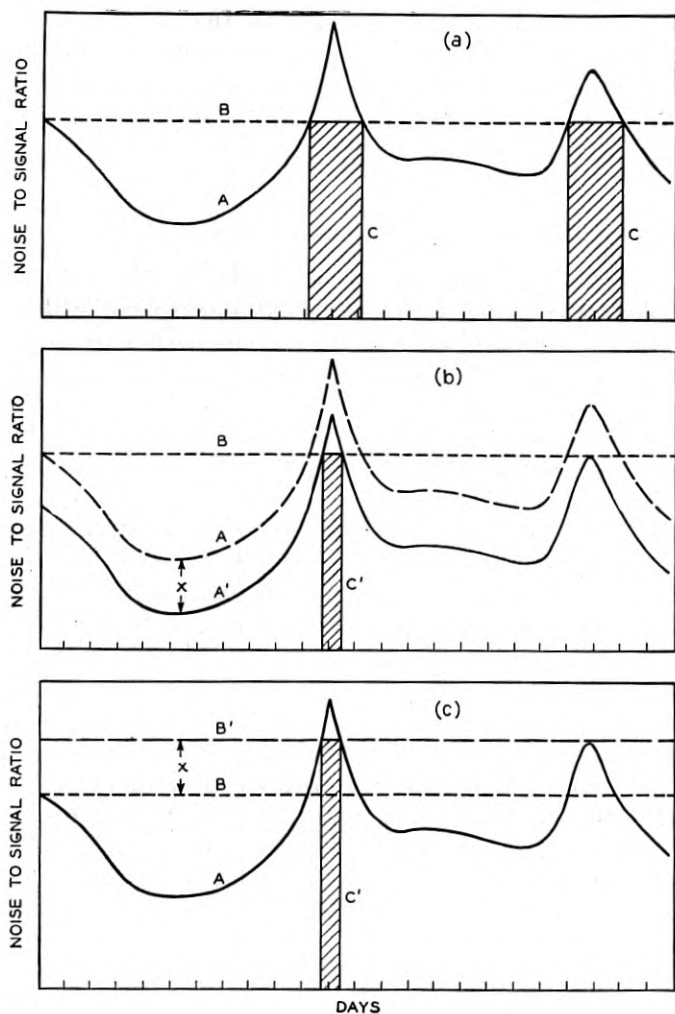 (a)
NOISE TO SIGNAL RATIO
B
A
C
C
(b)
NOISE TO SIGNAL RATIO
B
A
X
A'
C'
(c)
NOISE TO SIGNAL RATIO
B'
X
B
A
C'
DAYS